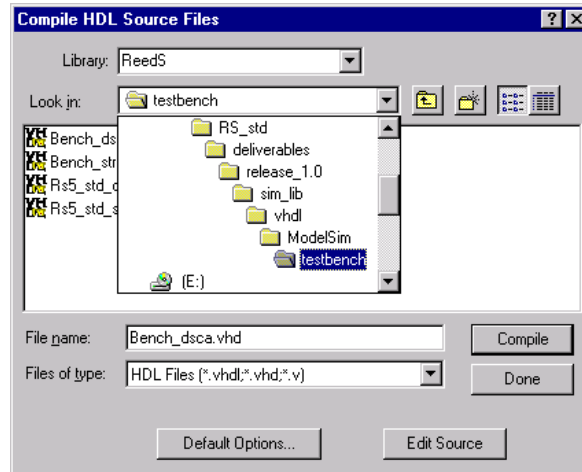 Compile HDL Source Files
Library: ReedS
Look in: testbench
RS_std
deliverables
release_1.0
sim_lib
vhdl
ModelSim
testbench
(E:)
Bench_ds
Bench_str
Rs5_std_
Rs5_std_s
File name: Bench_dsca.vhd
Compile
Files of type: HDL Files (*.vhdl;*.vhd;*.v)
Done
Default Options...
Edit Source